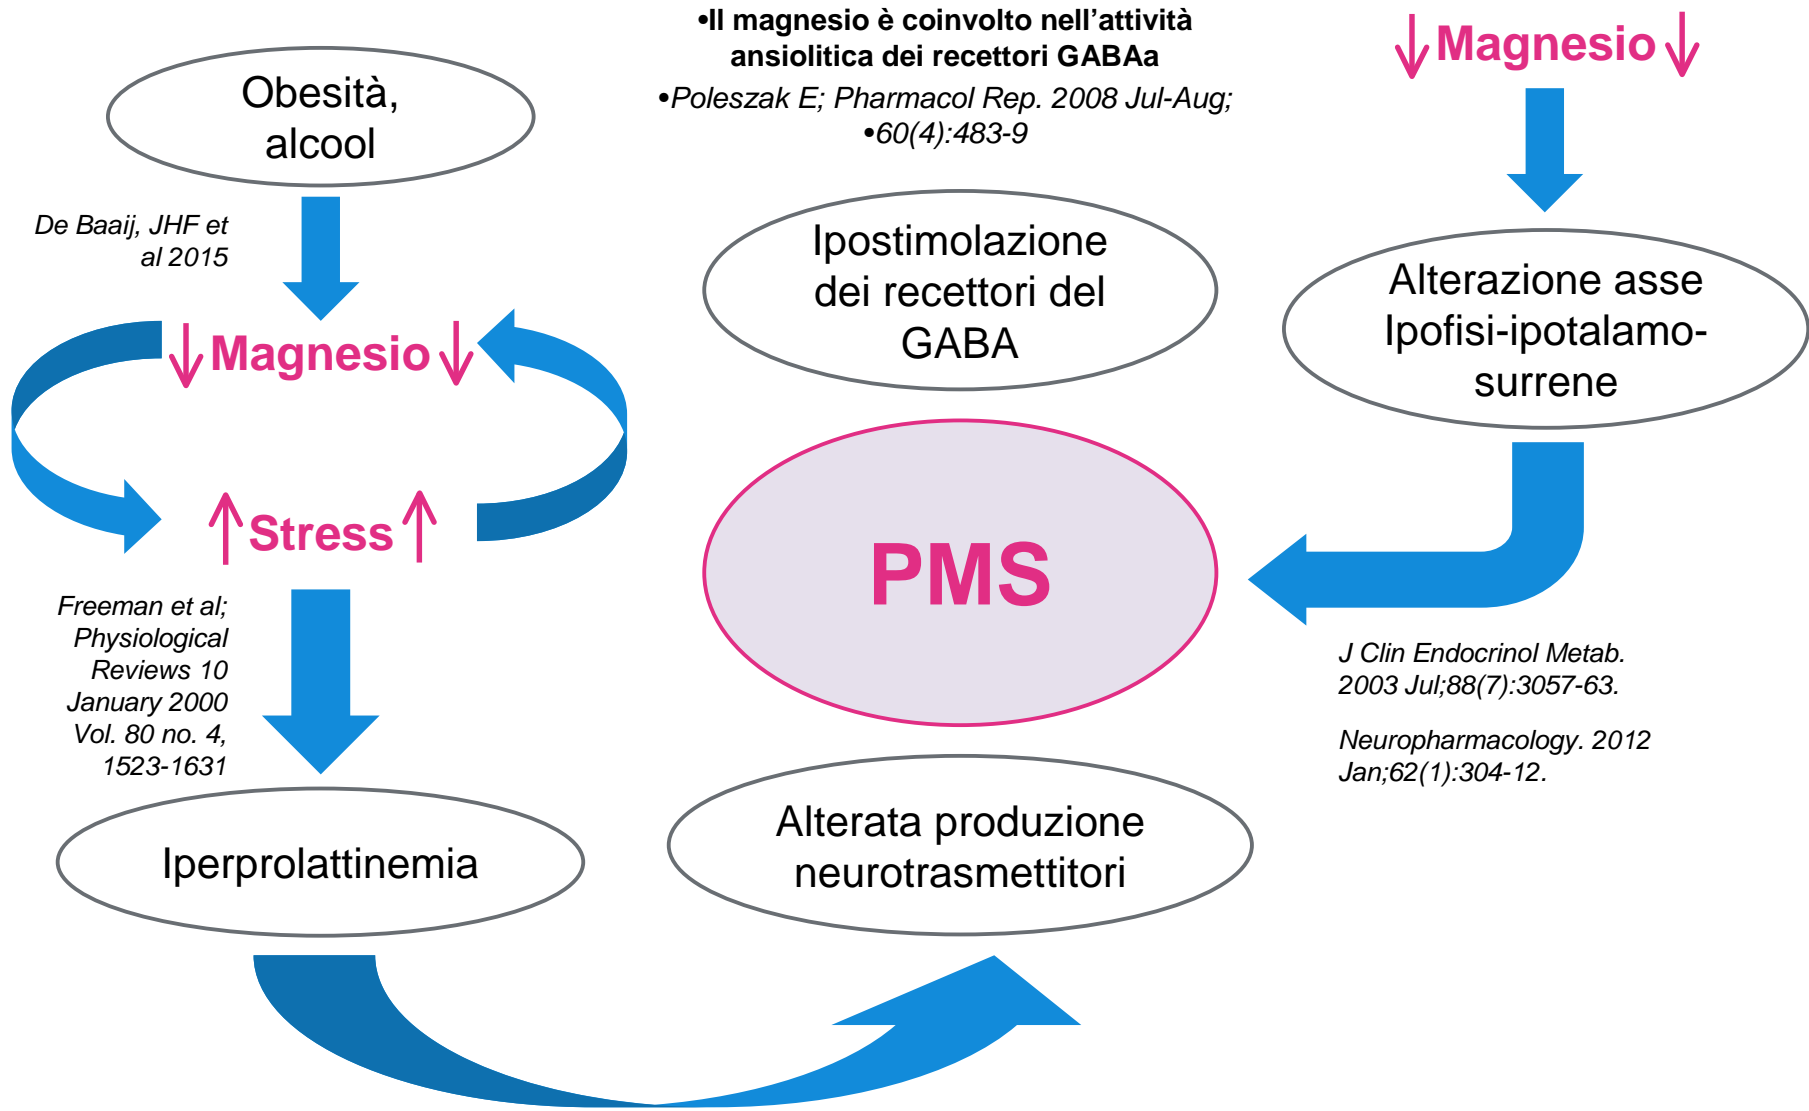 Obesità,
alcool
De Baaij, JHF et
al 2015
↓ Magnesio ↓
↑ Stress ↑
Freeman et al;
Physiological
Reviews 10
January 2000
Vol. 80 no. 4,
1523-1631
Iperprolattinemia
•Il magnesio è coinvolto nell’attività
ansiolitica dei recettori GABAa
•Poleszak E; Pharmacol Rep. 2008 Jul-Aug;
•60(4):483-9
Ipostimolazione
dei recettori del
GABA
PMS
Alterata produzione
neurotrasmettitori
↓ Magnesio ↓
Alterazione asse
Ipofisi-ipotalamo-
surrene
J Clin Endocrinol Metab.
2003 Jul;88(7):3057-63.
Neuropharmacology. 2012
Jan;62(1):304-12.